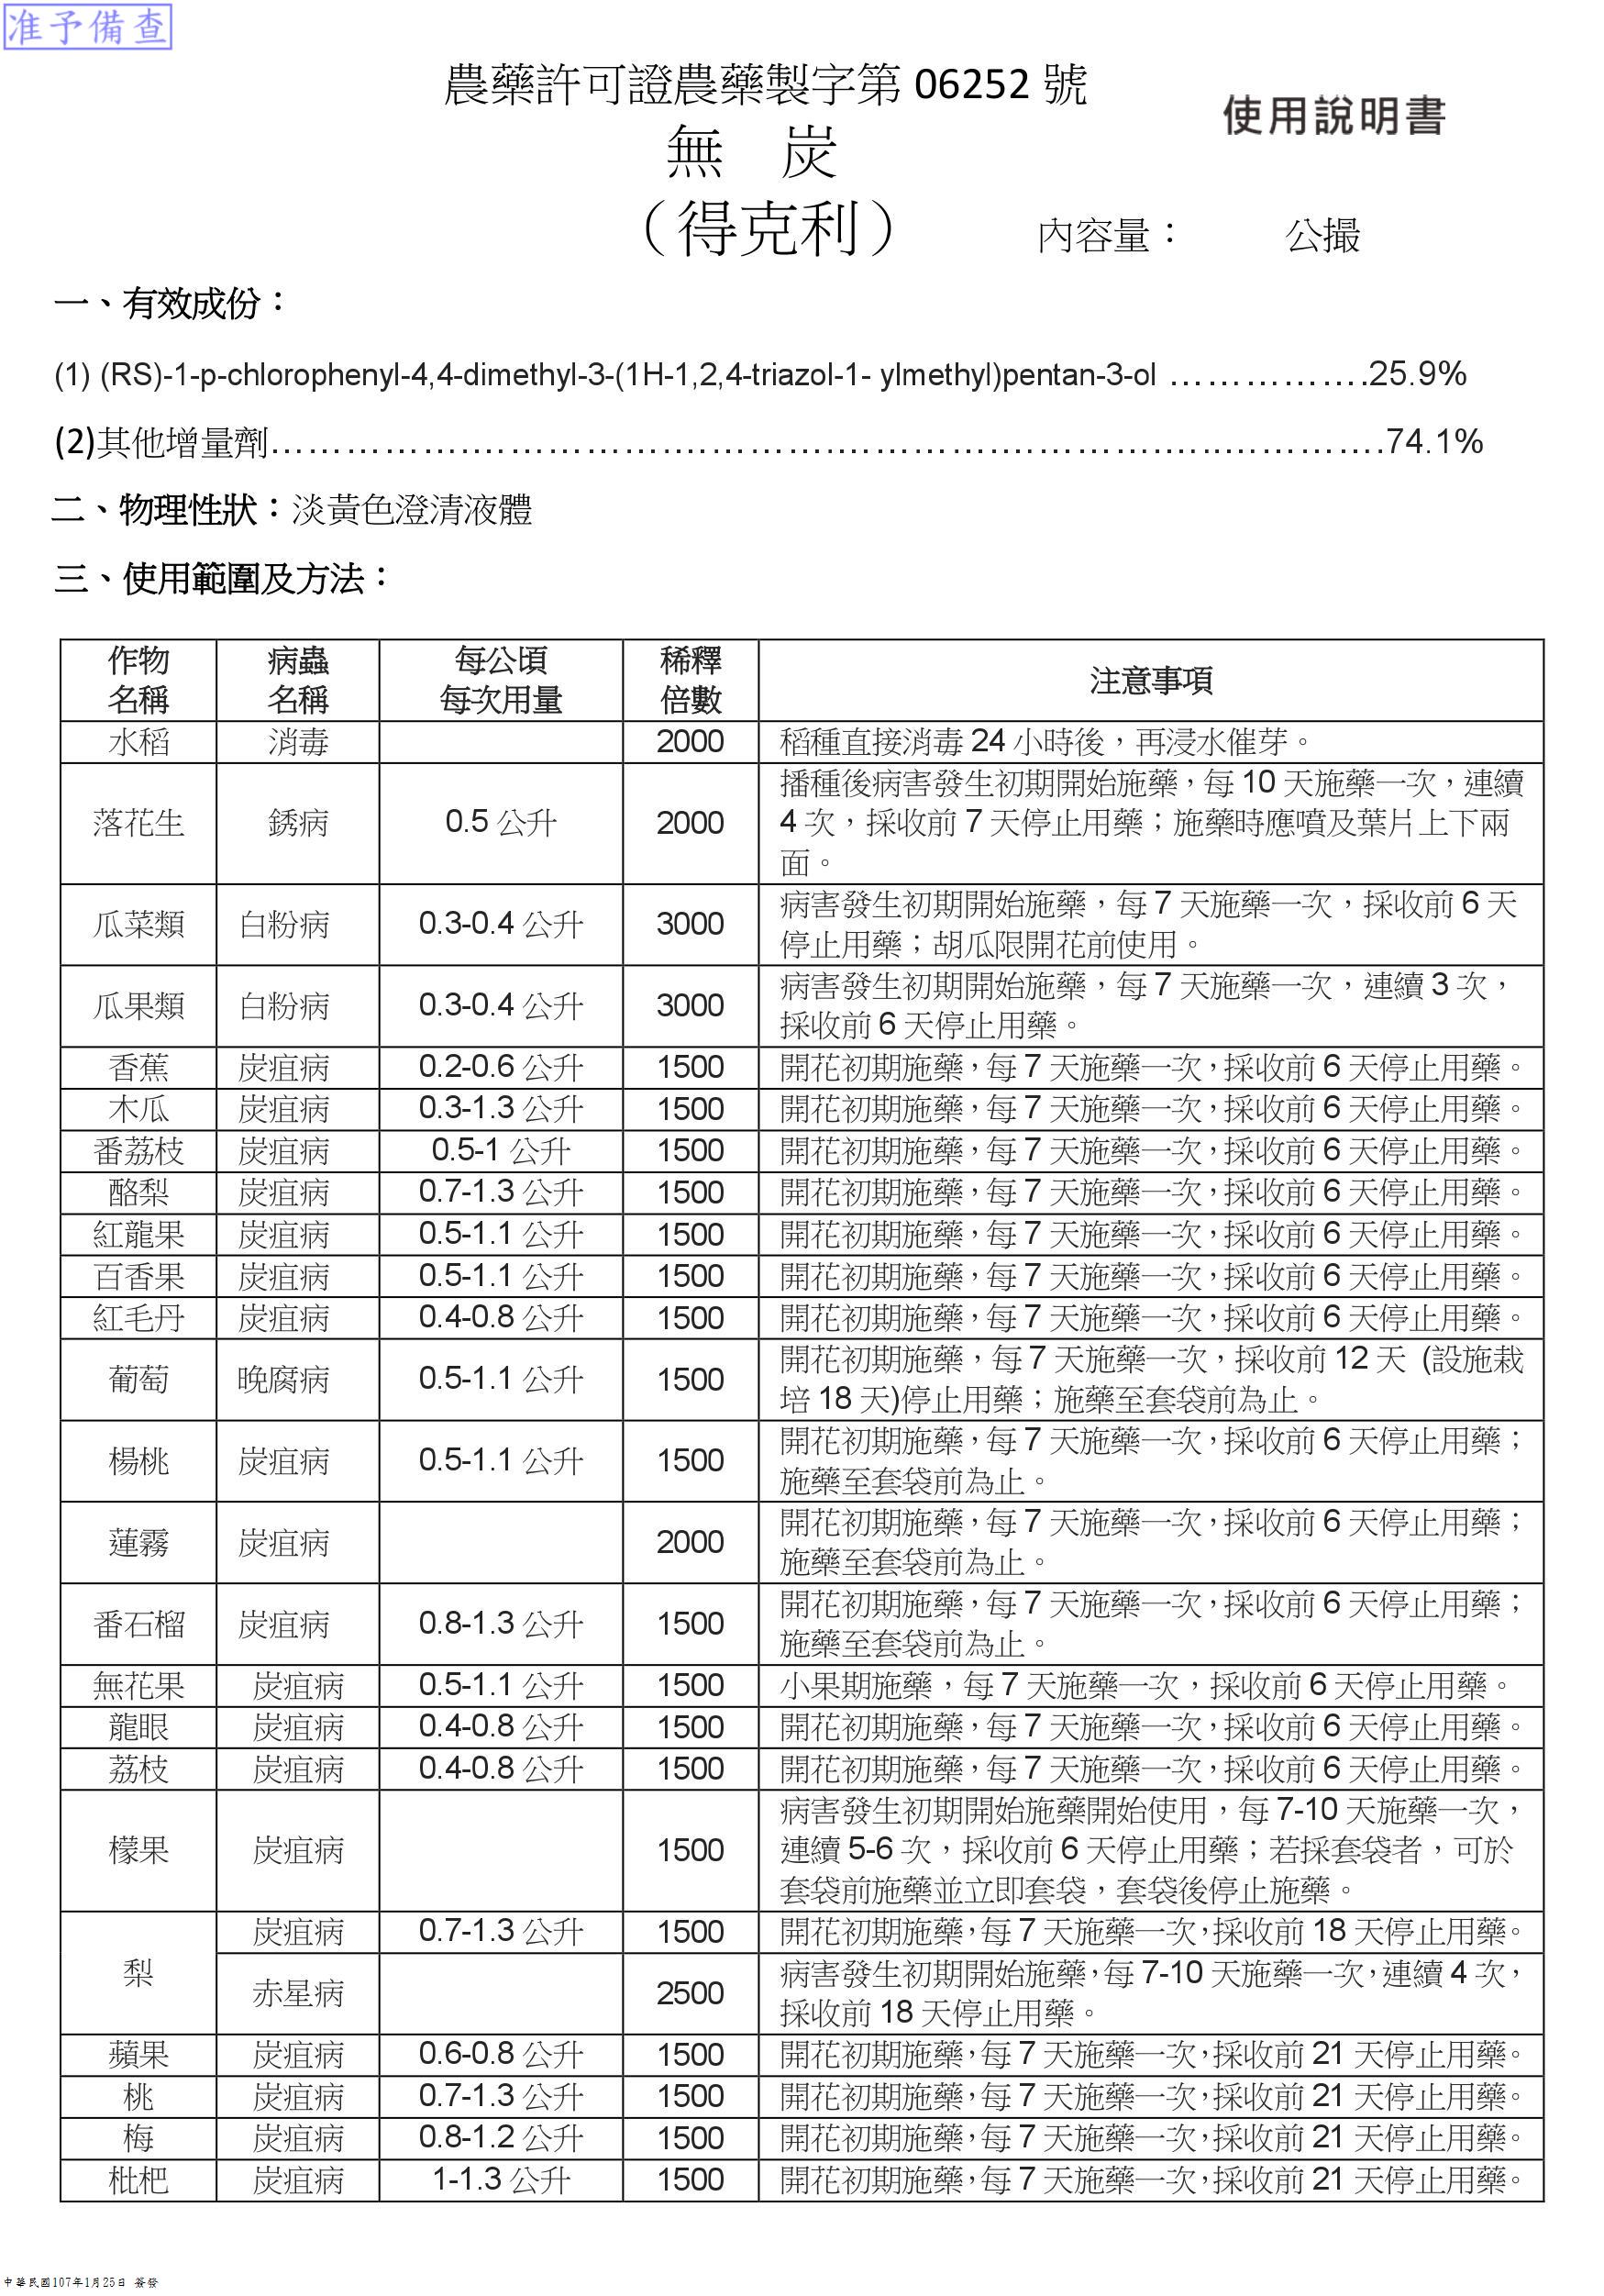 准予備查
農藥許可證農藥製字第 06252 號
使用說明書
無 炭
（得克利）
內容量： 公撮
一、有效成份：
(1) (RS)-1-p-chlorophenyl-4,4-dimethyl-3-(1H-1,2,4-triazol-1- ylmethyl)pentan-3-ol …………….25.9%
(2)其他增量劑…………………………………………………………………………….74.1%
二、物理性狀：淡黃色澄清液體
三、使用範圍及方法：
作物名稱 病蟲名稱 每公頃每次用量 稀釋倍數 注意事項
水稻 消毒 2000 稻種直接消毒 24 小時後，再浸水催芽。
落花生 銹病 0.5 公升 2000 播種後病害發生初期開始施藥，每 10 天施藥一次，連續
4 次，採收前 7 天停止用藥；施藥時應噴及葉片上下兩
面。
瓜菜類 白粉病 0.3-0.4 公升 3000 病害發生初期開始施藥，每 7 天施藥一次，採收前 6 天
停止用藥；胡瓜限開花前使用。
瓜果類 白粉病 0.3-0.4 公升 3000 病害發生初期開始施藥，每 7 天施藥一次，連續 3 次，
採收前 6 天停止用藥。
香蕉 炭疽病 0.2-0.6 公升 1500 開花初期施藥，每 7 天施藥一次，採收前 6 天停止用藥。
木瓜 炭疽病 0.3-1.3 公升 1500 開花初期施藥，每 7 天施藥一次，採收前 6 天停止用藥。
番荔枝 炭疽病 0.5-1 公升 1500 開花初期施藥，每 7 天施藥一次，採收前 6 天停止用藥。
酪梨 炭疽病 0.7-1.3 公升 1500 開花初期施藥，每 7 天施藥一次，採收前 6 天停止用藥。
紅龍果 炭疽病 0.5-1.1 公升 1500 開花初期施藥，每 7 天施藥一次，採收前 6 天停止用藥。
百香果 炭疽病 0.5-1.1 公升 1500 開花初期施藥，每 7 天施藥一次，採收前 6 天停止用藥。
紅毛丹 炭疽病 0.4-0.8 公升 1500 開花初期施藥，每 7 天施藥一次，採收前 6 天停止用藥。
葡萄 晚腐病 0.5-1.1 公升 1500 開花初期施藥，每 7 天施藥一次，採收前 12 天 (設施栽
培 18 天)停止用藥；施藥至套袋前為止。
楊桃 炭疽病 0.5-1.1 公升 1500 開花初期施藥，每 7 天施藥一次，採收前 6 天停止用藥；
施藥至套袋前為止。
蓮霧 炭疽病 2000 開花初期施藥，每 7 天施藥一次，採收前 6 天停止用藥；
施藥至套袋前為止。
番石榴 炭疽病 0.8-1.3 公升 1500 開花初期施藥，每 7 天施藥一次，採收前 6 天停止用藥；
施藥至套袋前為止。
無花果 炭疽病 0.5-1.1 公升 1500 小果期施藥，每 7 天施藥一次，採收前 6 天停止用藥。
龍眼 炭疽病 0.4-0.8 公升 1500 開花初期施藥，每 7 天施藥一次，採收前 6 天停止用藥。
荔枝 炭疽病 0.4-0.8 公升 1500 開花初期施藥，每 7 天施藥一次，採收前 6 天停止用藥。
檬果 炭疽病 1500 病害發生初期開始施藥開始使用，每 7-10 天施藥一次，
連續 5-6 次，採收前 6 天停止用藥；若採套袋者，可於
套袋前施藥並立即套袋，套袋後停止施藥。
梨 炭疽病 0.7-1.3 公升 1500 開花初期施藥，每 7 天施藥一次，採收前 18 天停止用藥。
赤星病 2500 病害發生初期開始施藥，每 7-10 天施藥一次，連續 4 次，
採收前 18 天停止用藥。
蘋果 炭疽病 0.6-0.8 公升 1500 開花初期施藥，每 7 天施藥一次，採收前 21 天停止用藥。
桃 炭疽病 0.7-1.3 公升 1500 開花初期施藥，每 7 天施藥一次，採收前 21 天停止用藥。
梅 炭疽病 0.8-1.2 公升 1500 開花初期施藥，每 7 天施藥一次，採收前 21 天停止用藥。
枇杷 炭疽病 1-1.3 公升 1500 開花初期施藥，每 7 天施藥一次，採收前 21 天停止用藥。
中華民國107年1月25日 簽發